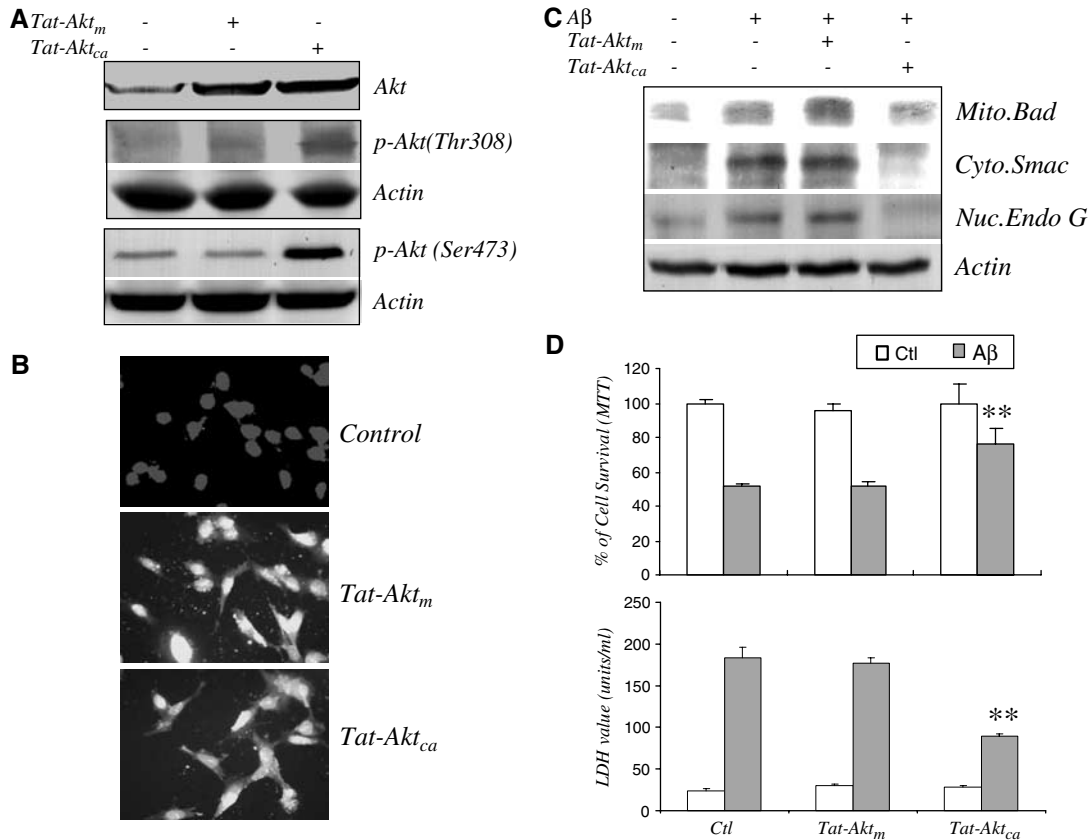 A
Tat-Akt_m - + -
Tat-Akt_ca - - +
Akt
p-Akt(Thr308)
Actin
p-Akt (Ser473)
Actin
B
Control
Tat-Akt_m
Tat-Akt_ca
C
Aβ - + + +
Tat-Akt_m - - + -
Tat-Akt_ca - - - +
Mito.Bad
Cyto.Smac
Nuc.Endo G
Actin
D
Ctl Aβ
% of Cell Survival (MTT)
120
100
80
60
40
20
0
**
LDH value (units/ml)
250
200
150
100
50
0
**
Ctl Tat-Akt_m Tat-Akt_ca